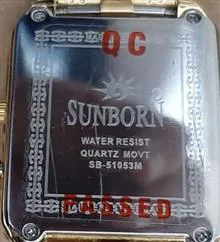 QC
SUNBORN
WATER RESIST
QUARTZ MOVT
SB-51053M
PASSED